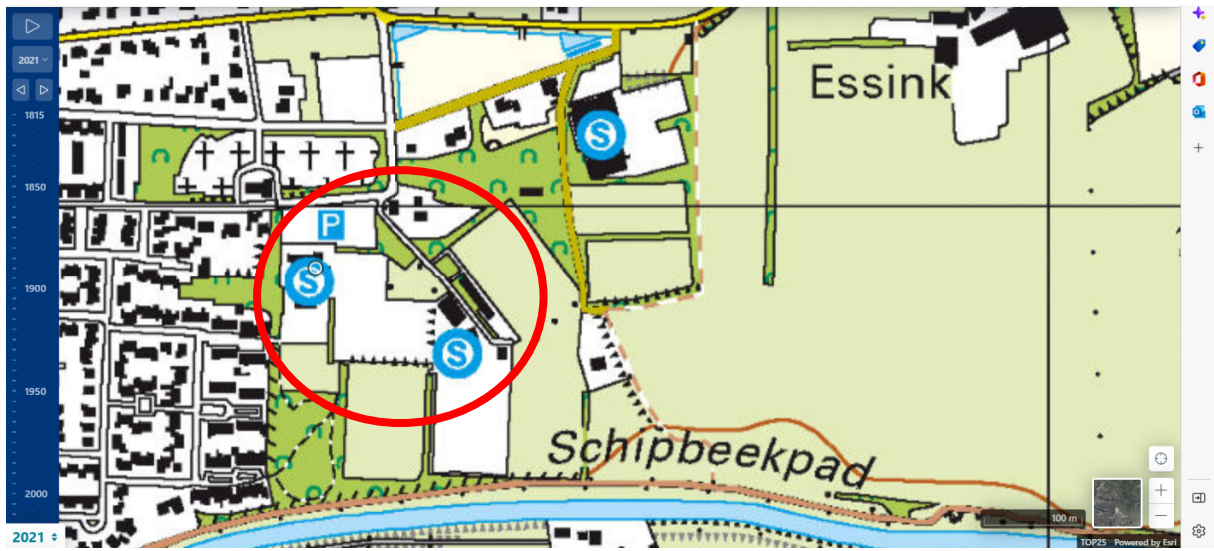 2021
1815
1850
1900
1950
2000
2021
Essink
S
P
S
S
Schipbeekpad
100 m
TOP25 Powered by Esri